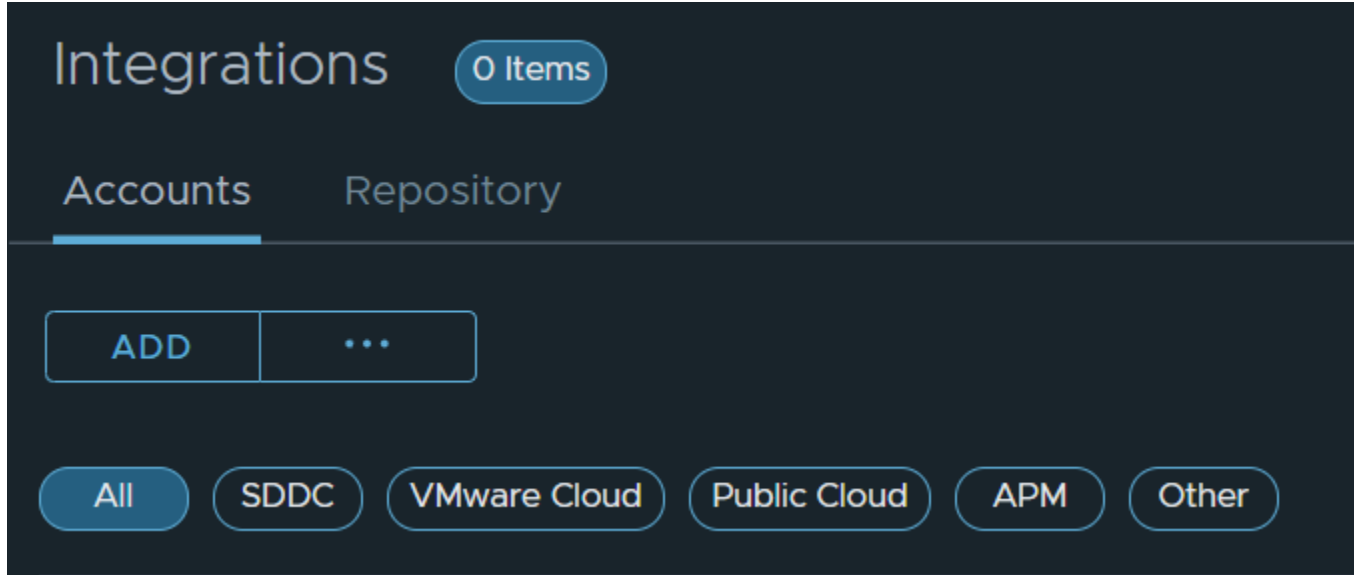 Integrations 0 Items
Accounts Repository
ADD ...
All SDDC VMware Cloud Public Cloud APM Other